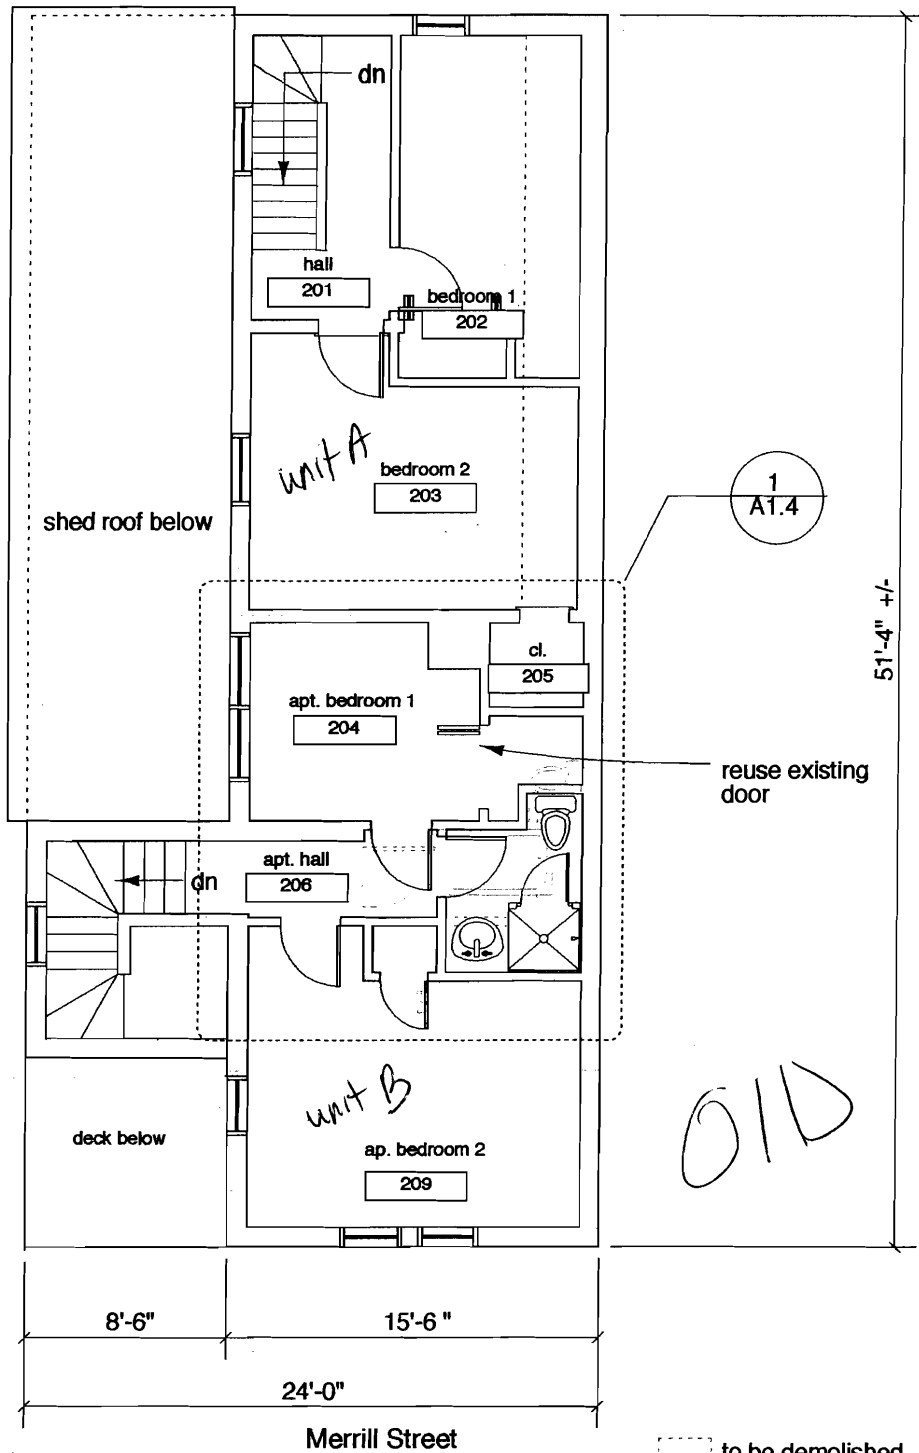 dn
hall
201
bedroom 1
202
unit A
bedroom 2
203
1
A1.4
shed roof below
51'-4" +/-
cl.
205
apt. bedroom 1
204
reuse existing
door
apt. hall
206
dn
unit B
Old
deck below
ap. bedroom 2
209
8'-6"
15'-6 "
24'-0"
Merrill Street
to be demolished